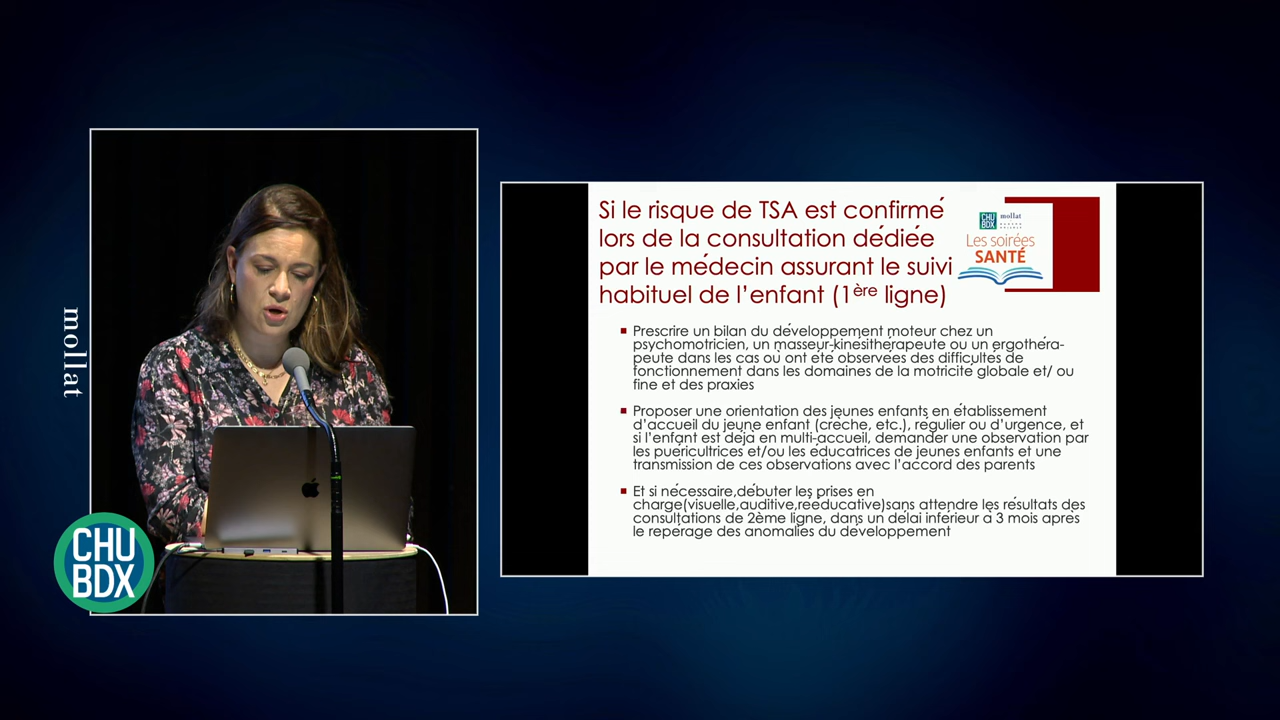 mollat
CHU
BDX
Si le risque de TSA est confirmé
lors de la consultation dédiée
par le médecin assurant le suivi
habituel de l'enfant (1ère ligne)
CHU
BDX
mollat
Les soirées
SANTÉ
Prescrire un bilan du développement moteur chez un
psychomotricien, un masseur-kinésithérapeute ou un ergothéra-
peute dans les cas où ont été observées des difficultés de
fonctionnement dans les domaines de la motricité globale et/ ou
fine et des praxies
Proposer une orientation des jeunes enfants en établissement
d'accueil du jeune enfant (crèche, etc.), régulier ou d'urgence, et
si l'enfant est déjà en multi-accueil, demander une observation par
les puéricultrices et/ou les éducatrices de jeunes enfants et une
transmission de ces observations avec l'accord des parents
Et si nécessaire,débuter les prises en
charge(visuelle,auditive,rééducative)sans attendre les résultats des
consultations de 2ème ligne, dans un délai inférieur à 3 mois après
le repérage des anomalies du développement